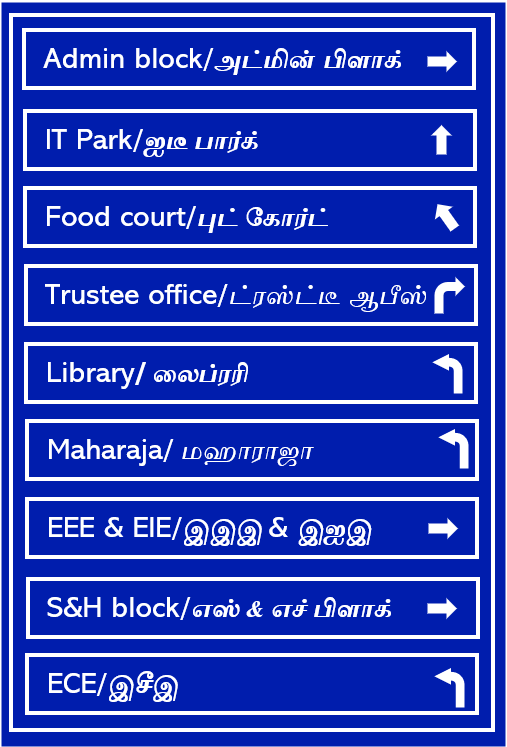 Admin block/அட்மின் பிளாக்
IT Park/ஐடீ பார்க்
Food court/புட் கோர்ட்
Trustee office/ட்ரஸ்ட்டீ ஆபீஸ்
Library/ லைப்ரரி
Maharaja/ மஹாராஜா
EEE & EIE/இஇஇ & இஐஇ
S&H block/எஸ் & எச் பிளாக்
ECE/இசீஇ